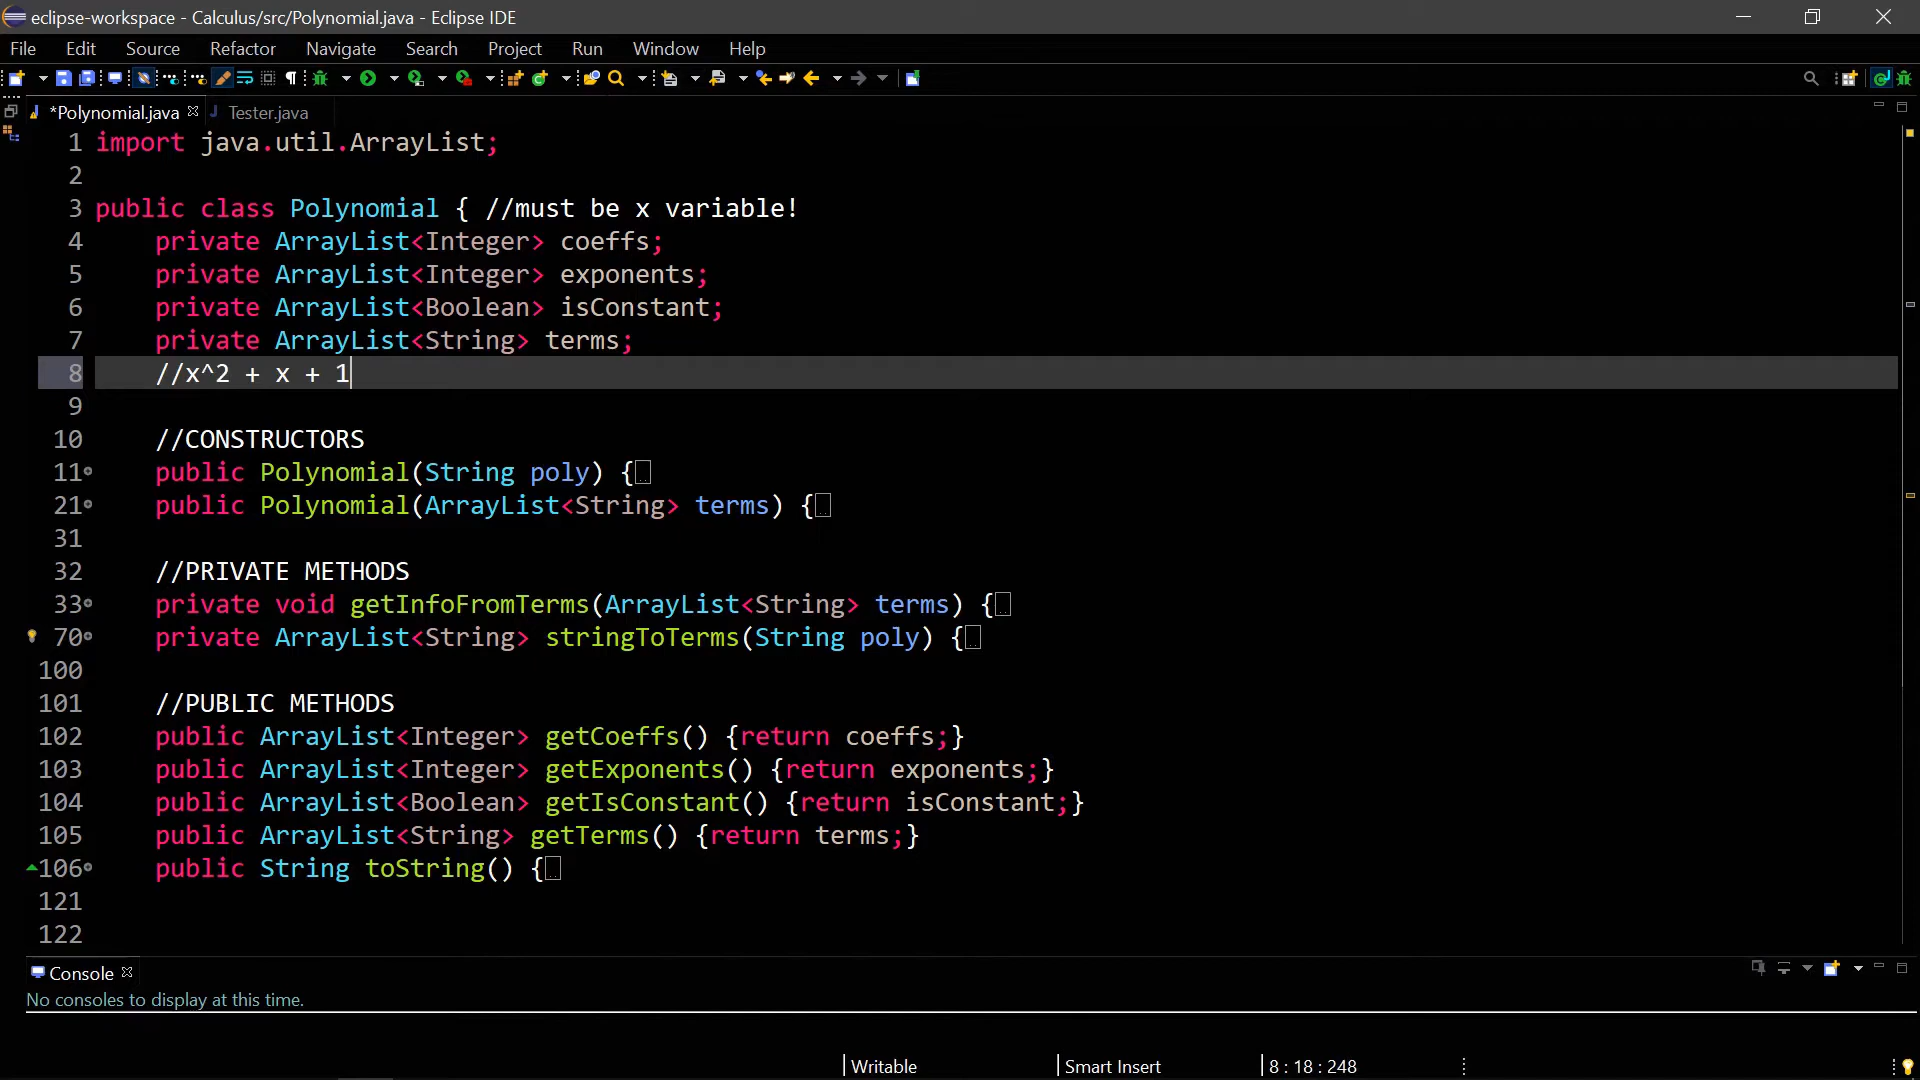 eclipse-workspace - Calculus/src/Polynomial.java - Eclipse IDE
File Edit Source Refactor Navigate Search Project Run Window Help
*Polynomial.java Tester.java
1 import java.util.ArrayList;
2
3 public class Polynomial { //must be x variable!
4 private ArrayList<Integer> coeffs;
5 private ArrayList<Integer> exponents;
6 private ArrayList<Boolean> isConstant;
7 private ArrayList<String> terms;
8 //x^2 + x + 1
9
10 //CONSTRUCTORS
11 public Polynomial(String poly) {
21 public Polynomial(ArrayList<String> terms) {
31
32 //PRIVATE METHODS
33 private void getInfoFromTerms(ArrayList<String> terms) {
70 private ArrayList<String> stringToTerms(String poly) {
100
101 //PUBLIC METHODS
102 public ArrayList<Integer> getCoeffs() {return coeffs;}
103 public ArrayList<Integer> getExponents() {return exponents;}
104 public ArrayList<Boolean> getIsConstant() {return isConstant;}
105 public ArrayList<String> getTerms() {return terms;}
106 public String toString() {
121
122
Console
No consoles to display at this time.
Writable Smart Insert 8 : 18 : 248